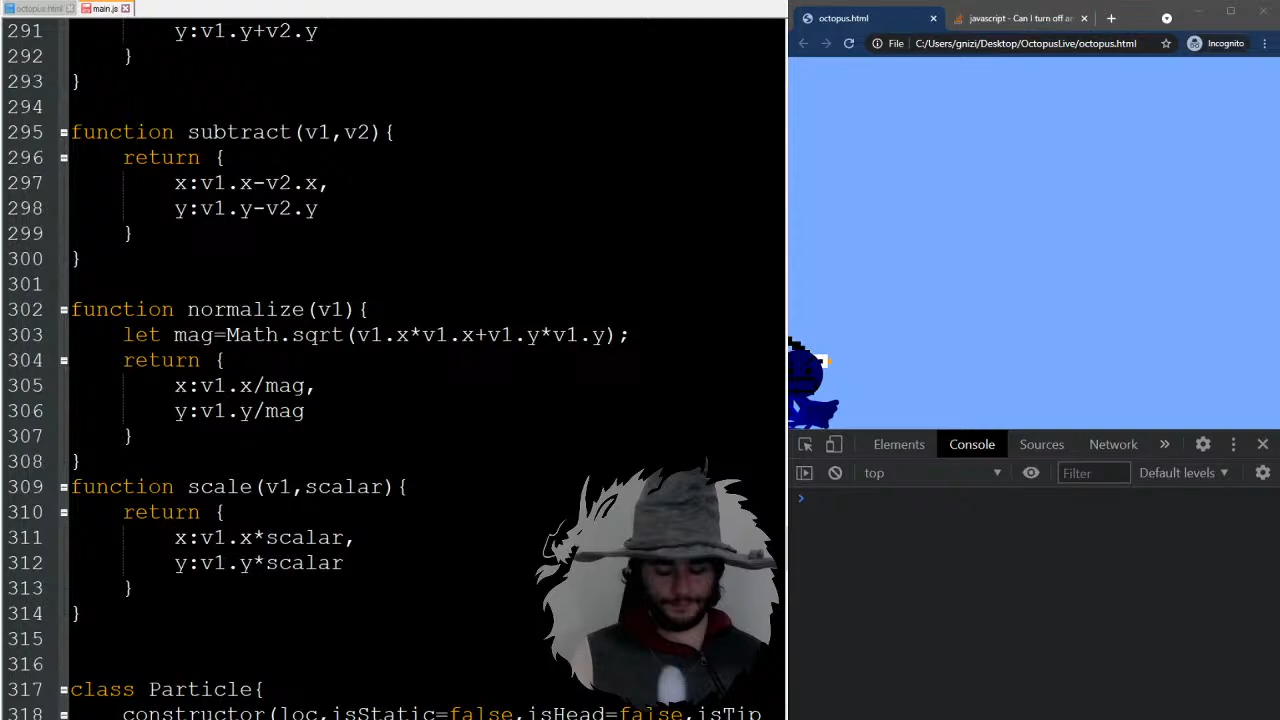 octopus.html
main.js
291 y:v1.y+v2.y
292 }
293 }
294
295 function subtract(v1,v2){
296 return {
297 x:v1.x-v2.x,
298 y:v1.y-v2.y
299 }
300 }
301
302 function normalize(v1){
303 let mag=Math.sqrt(v1.x*v1.x+v1.y*v1.y);
304 return {
305 x:v1.x/mag,
306 y:v1.y/mag
307 }
308 }
309 function scale(v1,scalar){
310 return {
311 x:v1.x*scalar,
312 y:v1.y*scalar
313 }
314 }
315
316
317 class Particle{
318 constructor(loc,isStatic=false,isHead=false,isTip
octopus.html
javascript - Can I turn off an
File C:/Users/gnizi/Desktop/OctopusLive/octopus.html Incognito
Elements Console Sources Network
top Filter Default levels